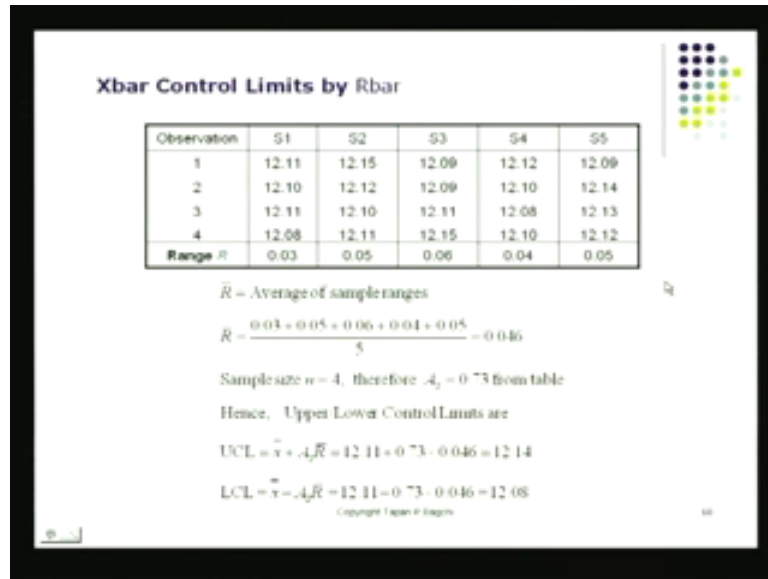 Xbar Control Limits by Rbar
Observation S1 S2 S3 S4 S5
1 12.11 12.15 12.09 12.12 12.09
2 12.10 12.12 12.09 12.10 12.14
3 12.11 12.10 12.11 12.08 12.13
4 12.08 12.11 12.15 12.10 12.12
Range R 0.03 0.05 0.06 0.04 0.05
R̄ = Average of sample ranges
R̄ = (0.03 + 0.05 + 0.06 + 0.04 + 0.05) / 5 = 0.046
Sample size n = 4, therefore A₂ = 0.73 from table
Hence, Upper Lower Control Limits are
UCL = x̿ + A₂R̄ = 12.11 + 0.73 · 0.046 = 12.14
LCL = x̿ − A₂R̄ = 12.11 − 0.73 · 0.046 = 12.08
Copyright Tapan P Bagchi